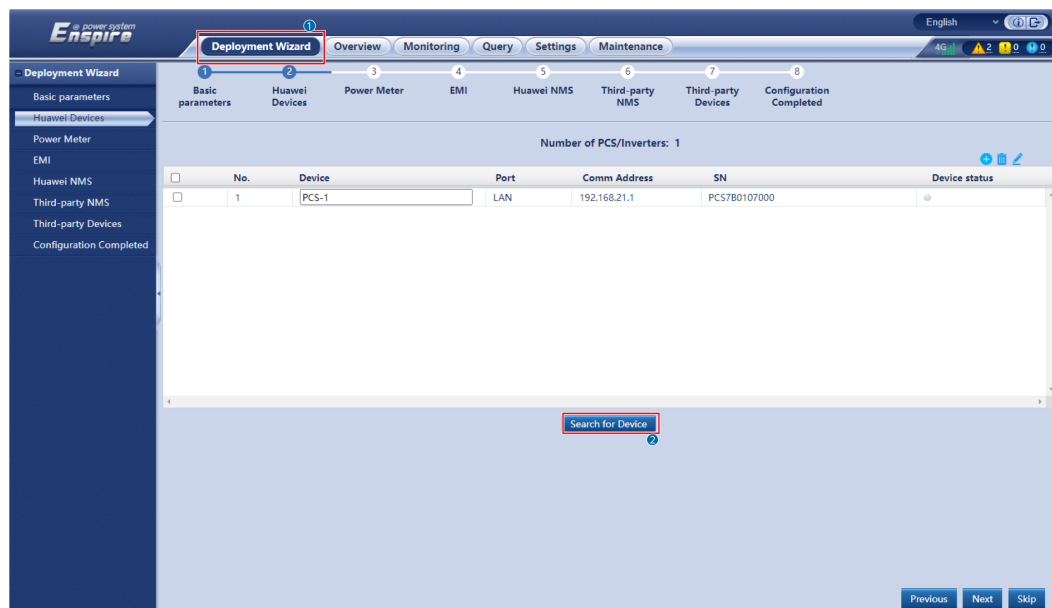 e power system
Enspire
English
1
Deployment Wizard
Overview
Monitoring
Query
Settings
Maintenance
4G
2
0
0
Deployment Wizard
Basic parameters
Huawei Devices
Power Meter
EMI
Huawei NMS
Third-party NMS
Third-party Devices
Configuration Completed
1
2
3
4
5
6
7
8
Basic parameters
Huawei Devices
Power Meter
EMI
Huawei NMS
Third-party NMS
Third-party Devices
Configuration Completed
Number of PCS/Inverters: 1
No.
Device
Port
Comm Address
SN
Device status
1
PCS-1
LAN
192.168.21.1
PCS7B0107000
Search for Device
2
Previous
Next
Skip